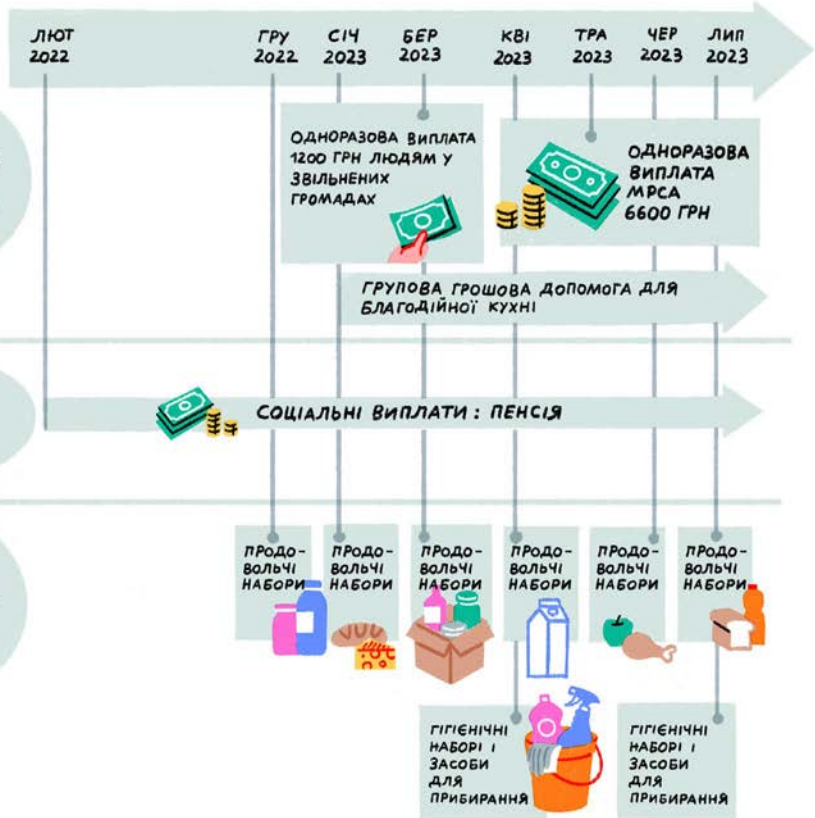 ЛЮТ
2022
ГРУ
2022
СІЧ
2023
БЕР
2023
КВІ
2023
ТРА
2023
ЧЕР
2023
ЛИП
2023
ОДНОРАЗОВА ВИПЛАТА
1200 ГРН ЛЮДЯМ У
ЗВІЛЬНЕНИХ
ГРОМАДАХ
ОДНОРАЗОВА
ВИПЛАТА
МРСА
6600 ГРН
ГРУПОВА ГРОШОВА ДОПОМОГА ДЛЯ
БЛАГОДІЙНОЇ КУХНІ
СОЦІАЛЬНІ ВИПЛАТИ: ПЕНСІЯ
ПРОДО-
ВОЛЬЧІ
НАБОРИ
ПРОДО-
ВОЛЬЧІ
НАБОРИ
ПРОДО-
ВОЛЬЧІ
НАБОРИ
ПРОДО-
ВОЛЬЧІ
НАБОРИ
ПРОДО-
ВОЛЬЧІ
НАБОРИ
ПРОДО-
ВОЛЬЧІ
НАБОРИ
ГІГІЄНІЧНІ
НАБОРІ І
ЗАСОБИ
ДЛЯ
ПРИБИРАННЯ
ГІГІЄНІЧНІ
НАБОРІ І
ЗАСОБИ
ДЛЯ
ПРИБИРАННЯ